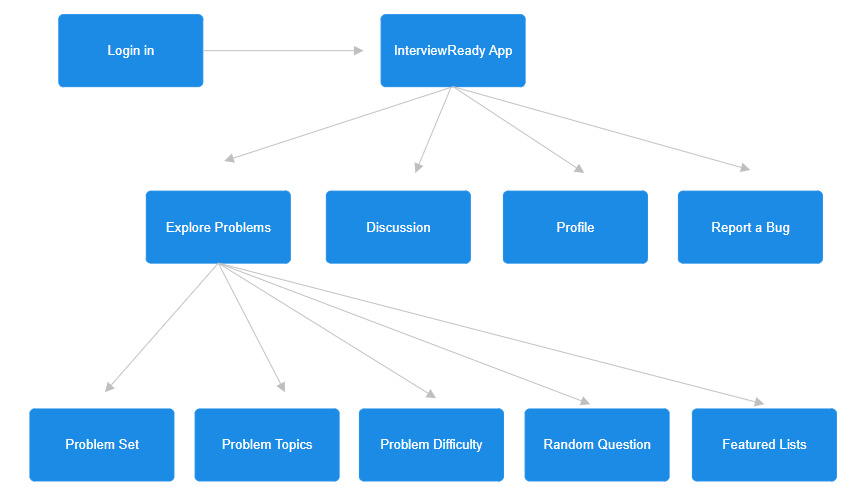 Login in
InterviewReady App
Explore Problems
Discussion
Profile
Report a Bug
Problem Set
Problem Topics
Problem Difficulty
Random Question
Featured Lists